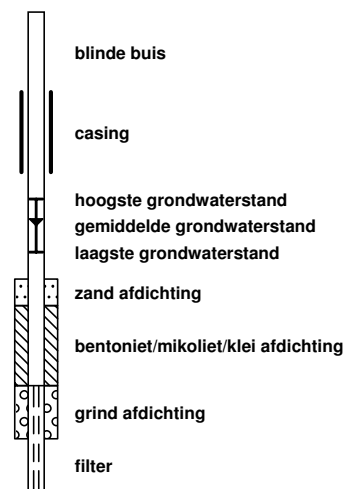 blinde buis
casing
hoogste grondwaterstand
gemiddelde grondwaterstand
laagste grondwaterstand
zand afdichting
bentoniet/mikoliet/klei afdichting
grind afdichting
filter